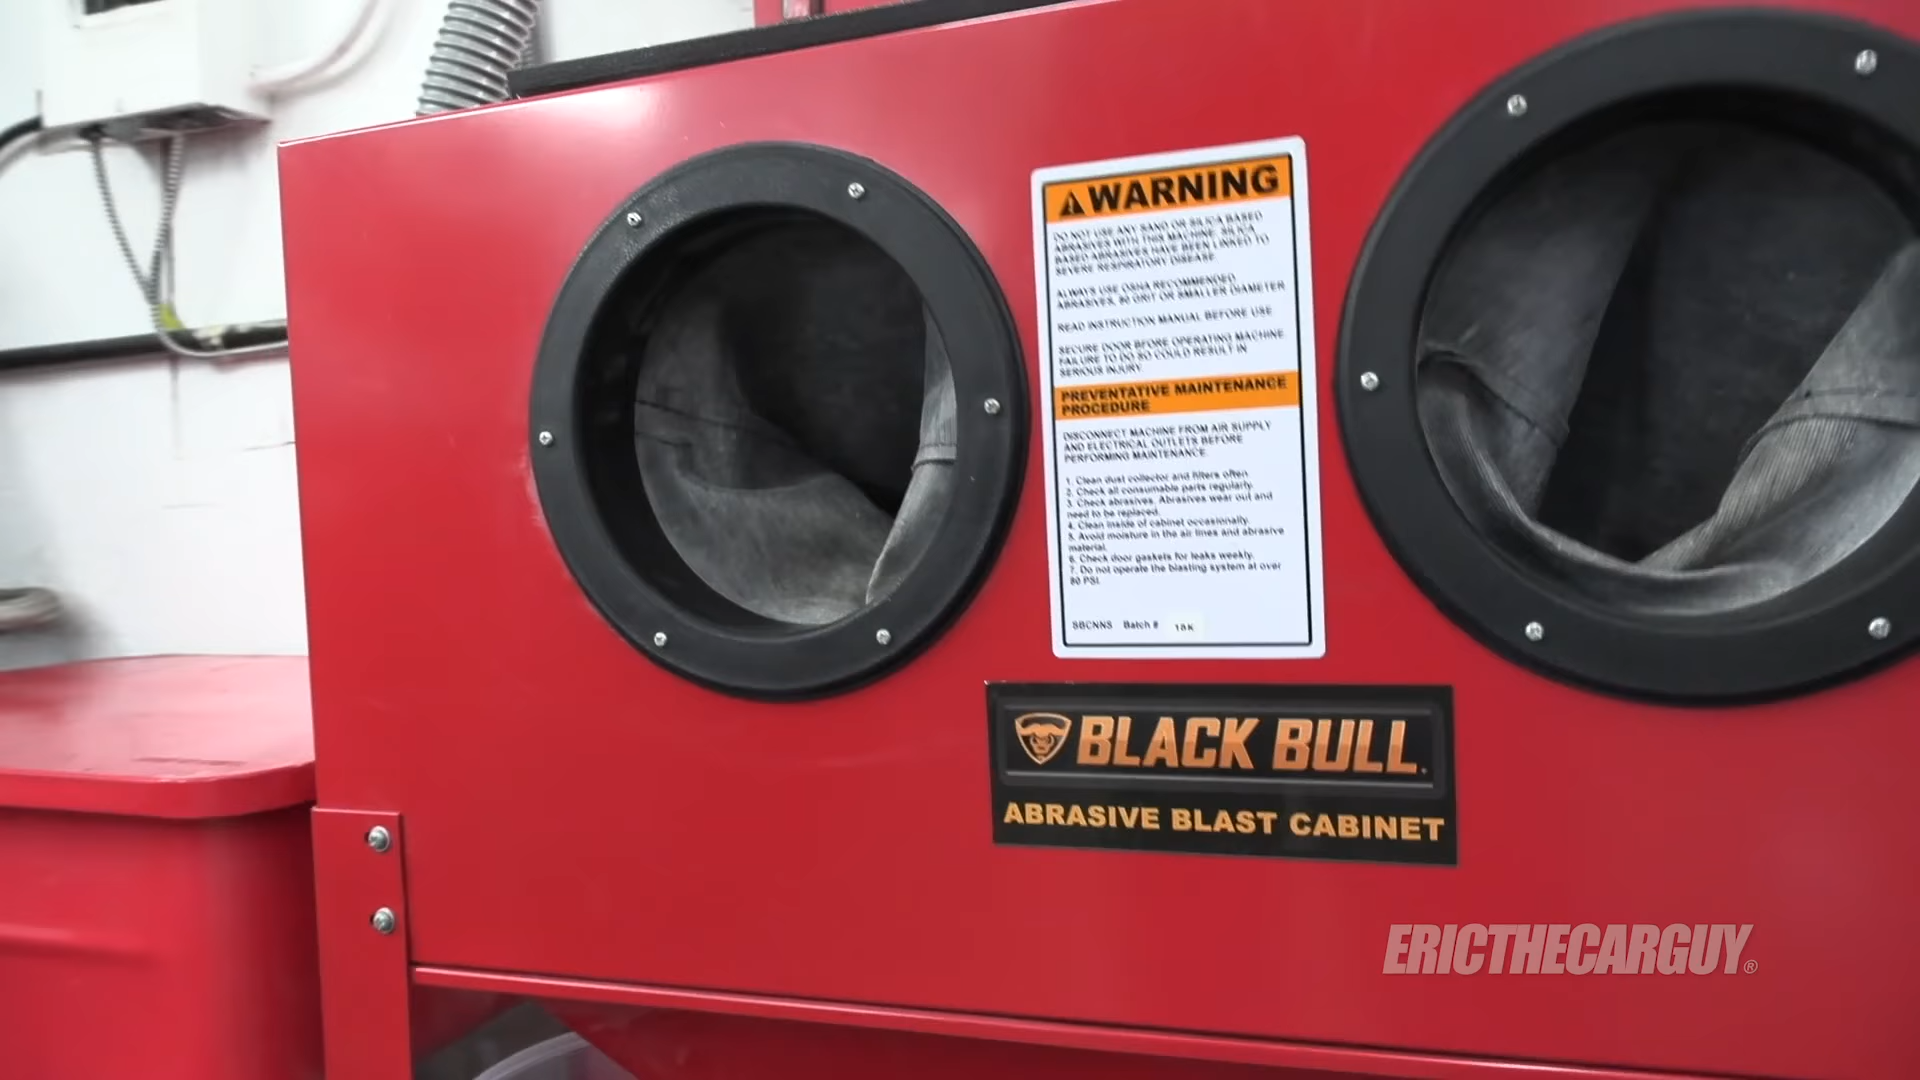 WARNING
DO NOT USE ANY SAND OR SILICA BASED
ABRASIVES WITH THIS MACHINE. SILICA
BASED ABRASIVES HAVE BEEN LINKED TO
SEVERE RESPIRATORY DISEASE.
ALWAYS USE OSHA RECOMMENDED
ABRASIVES, 80 GRIT OR SMALLER DIAMETER
READ INSTRUCTION MANUAL BEFORE USE
SECURE DOOR BFORE OPERATING MACHINE
FAILURE TO DO SO COULD RESULT IN
SERIOUS INJURY.
PREVENTATIVE MAINTENANCE
PROCEDURE
DISCONNECT MACHINE FROM AIR SUPPLY
AND ELECTRICAL OUTLETS BEFORE
PERFORMING MAINTENANCE.
1. Clean dust collector and filters often.
2. Check all consumable parts regularly.
3. Check abrasives. Abrasives wear out and
need to be replaced.
4. Clean inside of cabinet occasionally.
5. Avoid moisture in the air lines and abrasive
material.
6. Check door gaskets for leaks weekly.
7. Do not operate the blasting system at over
80 PSI.
SBCNNS Batch # 18K
BLACK BULL
ABRASIVE BLAST CABINET
ERICTHECARGUY®